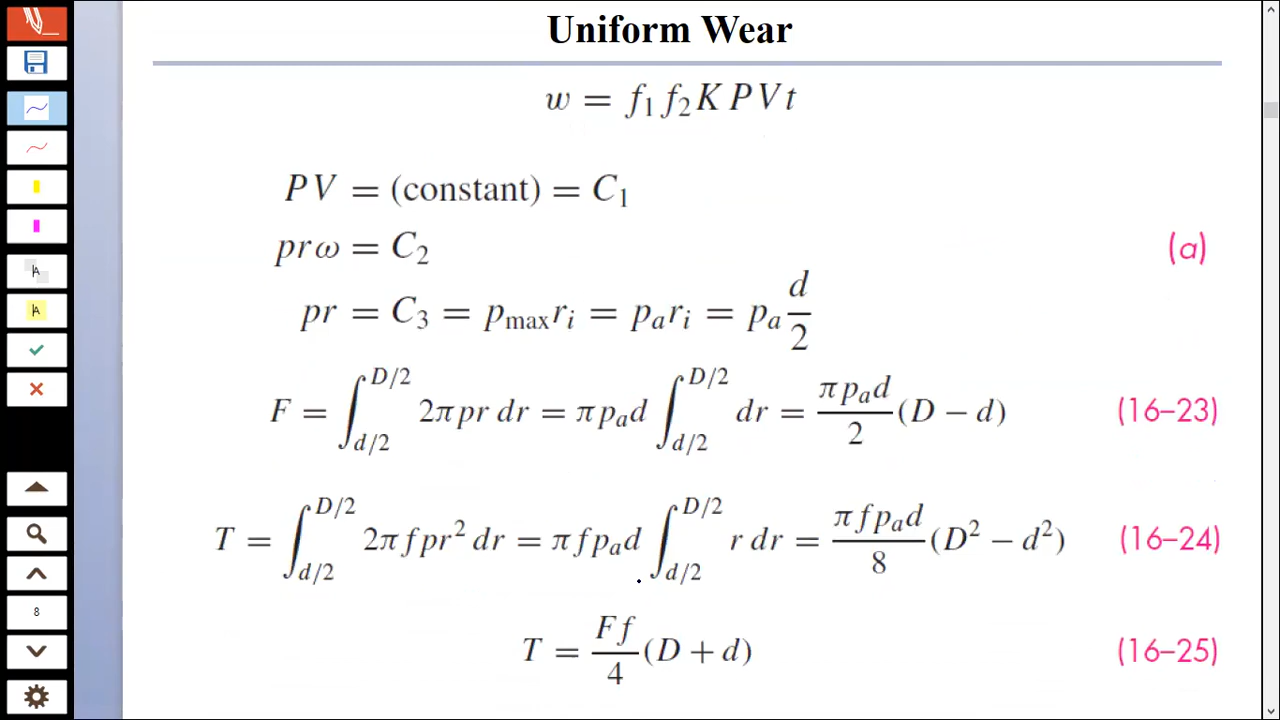 Uniform Wear
w = f₁ f₂ K P V t
PV = (constant) = C₁
prω = C₂ (a)
pr = C₃ = p_max r_i = p_a r_i = p_a d/2
F = ∫_{d/2}^{D/2} 2πpr dr = πp_a d ∫_{d/2}^{D/2} dr = πp_a d/2 (D − d) (16–23)
T = ∫_{d/2}^{D/2} 2πfpr² dr = πfp_a d ∫_{d/2}^{D/2} r dr = πfp_a d/8 (D² − d²) (16–24)
8
T = Ff/4 (D + d) (16–25)